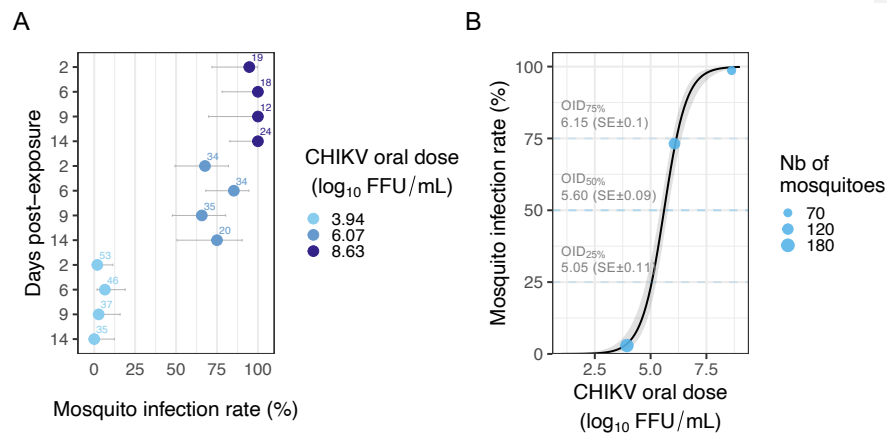 A
2
6
9
14
2
6
9
14
2
6
9
14
Days post−exposure
19
18
12
24
34
34
35
20
53
46
37
35
0
25
50
75
100
Mosquito infection rate (%)
CHIKV oral dose
(log₁₀ FFU/mL)
3.94
6.07
8.63
B
Mosquito infection rate (%)
100
75
50
25
0
OID75%
6.15 (SE±0.1)
OID50%
5.60 (SE±0.09)
OID25%
5.05 (SE±0.11)
2.5
5.0
7.5
CHIKV oral dose
(log₁₀ FFU/mL)
Nb of
mosquitoes
70
120
180